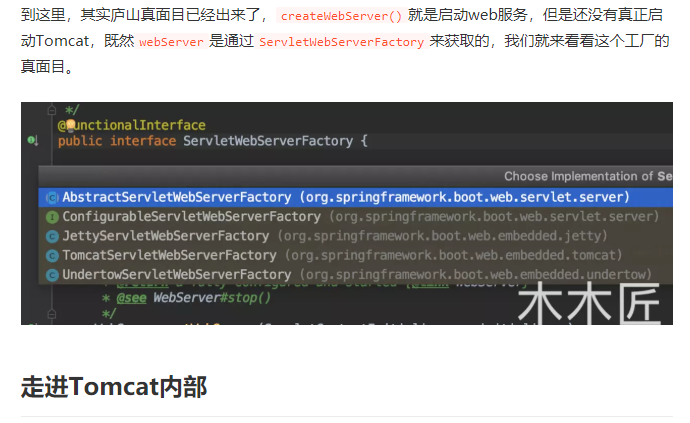 到这里，其实庐山真面目已经出来了，createWebServer()就是启动web服务，但是还没有真正启
动Tomcat，既然webServer是通过ServletWebServerFactory来获取的，我们就来看看这个工厂的
真面目。
*/
@FunctionalInterface
public interface ServletWebServerFactory {
Choose Implementation of Se
AbstractServletWebServerFactory (org.springframework.boot.web.servlet.server)
ConfigurableServletWebServerFactory (org.springframework.boot.web.servlet.server)
JettyServletWebServerFactory (org.springframework.boot.web.embedded.jetty)
TomcatServletWebServerFactory (org.springframework.boot.web.embedded.tomcat)
UndertowServletWebServerFactory (org.springframework.boot.web.embedded.undertow)
* @see WebServer#stop()
*/
木木匠
走进Tomcat内部